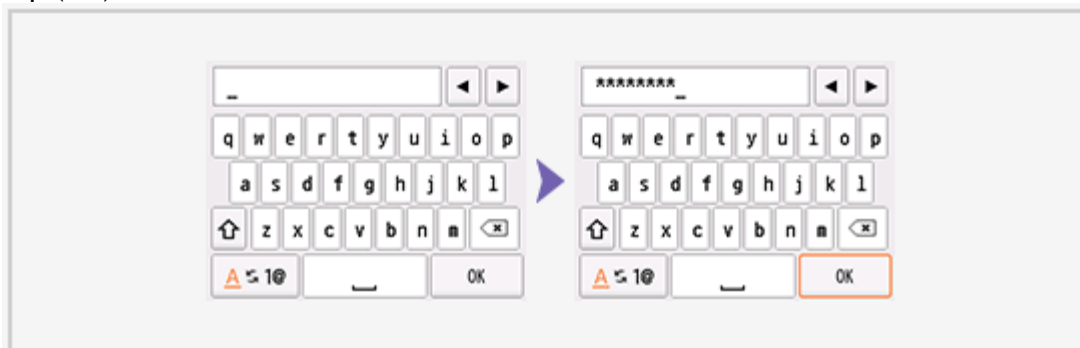 _
q w e r t y u i o p
a s d f g h j k l
z x c v b n m
A 1@ OK
********_
q w e r t y u i o p
a s d f g h j k l
z x c v b n m
A 1@ OK